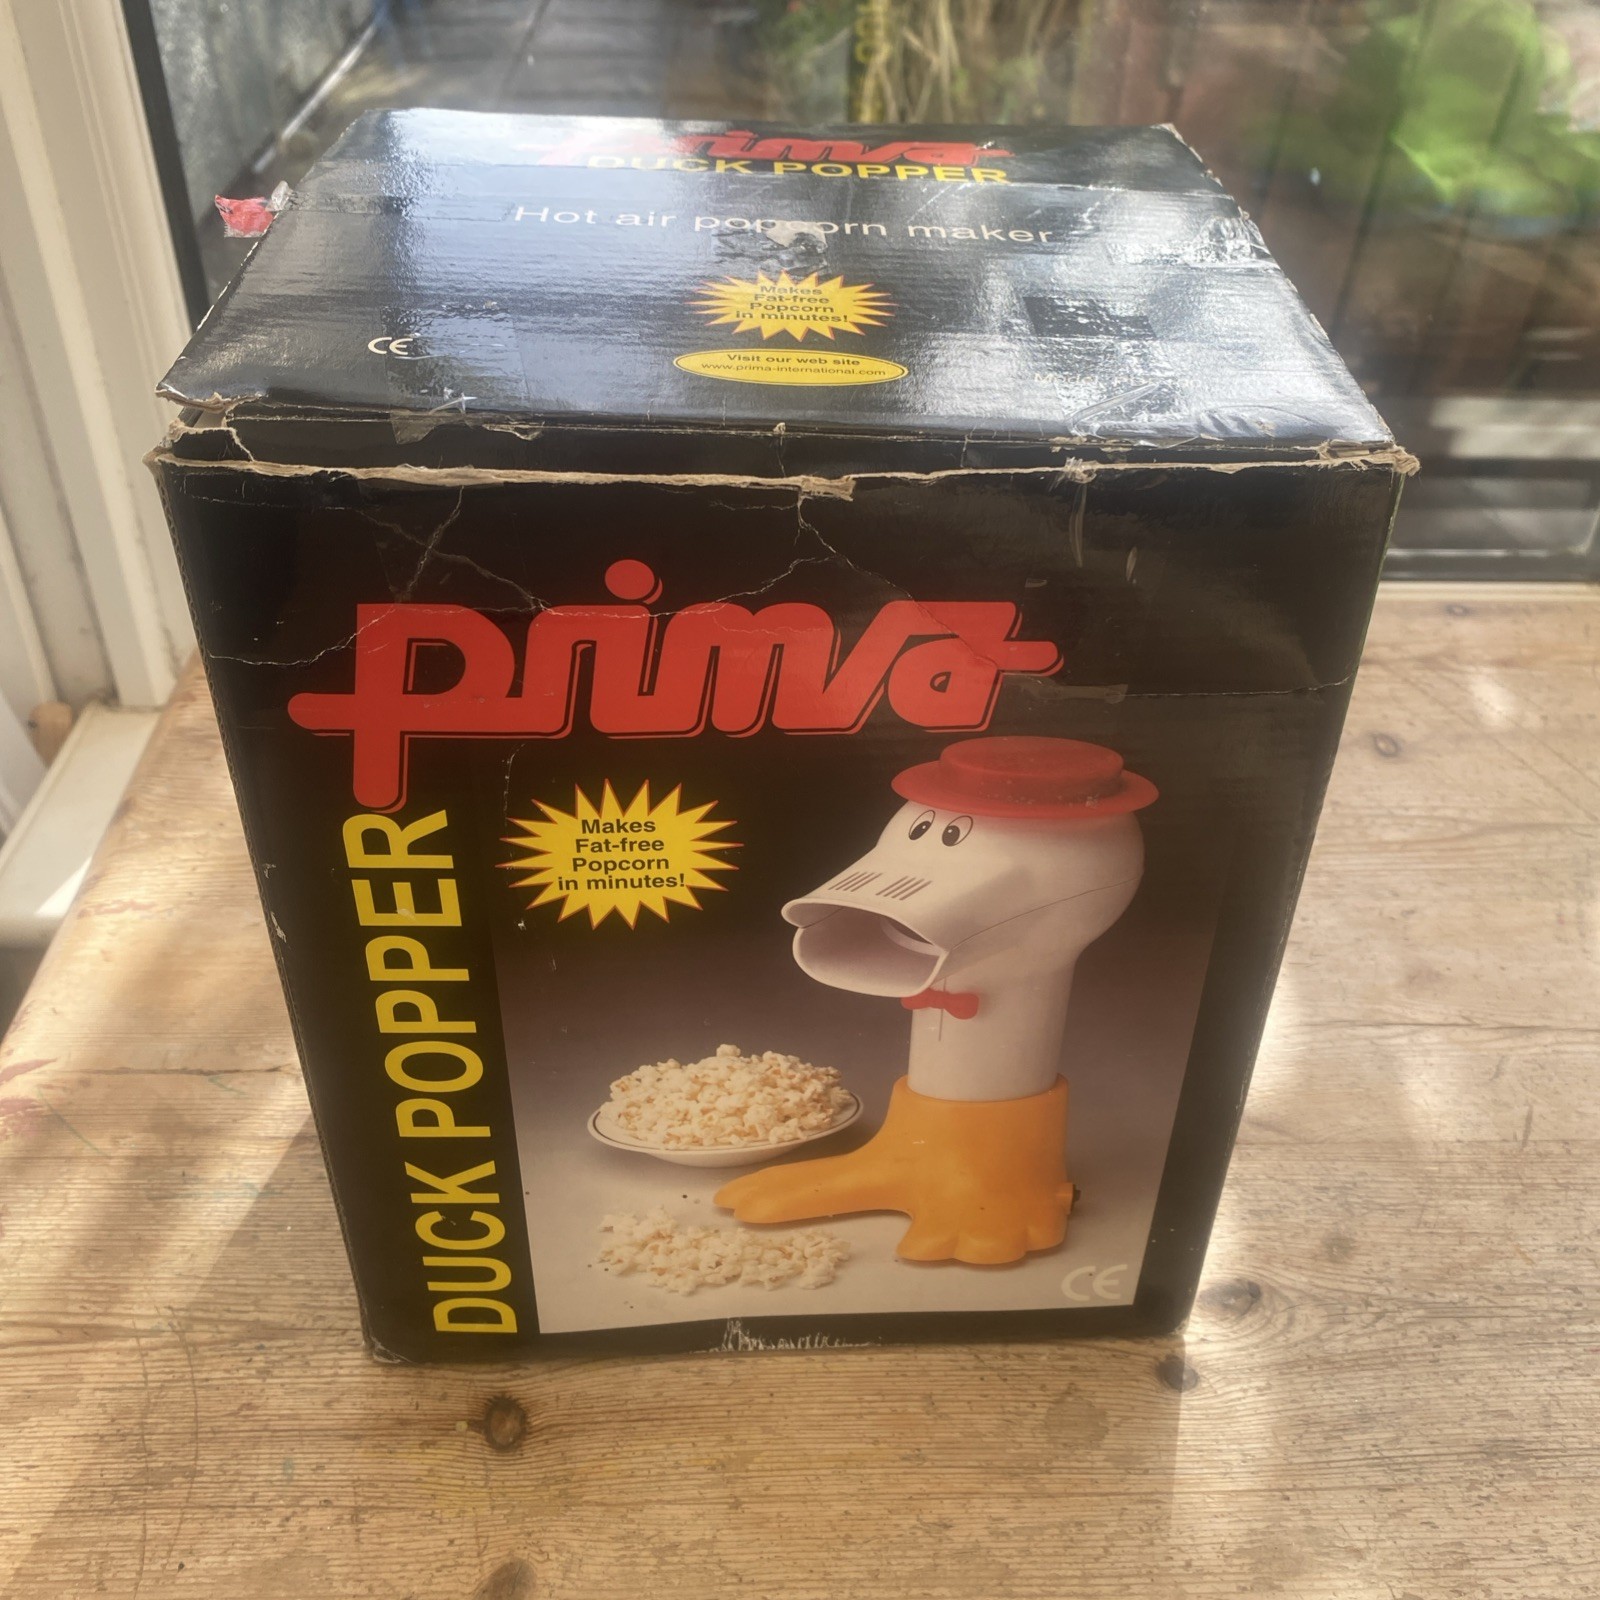 prima
DUCK POPPER
Hot air popcorn maker
Makes
Fat-free
Popcorn
in minutes!
CE
Visit our web site
www.prima-international.com
prima
DUCK POPPER
Makes
Fat-free
Popcorn
in minutes!
CE